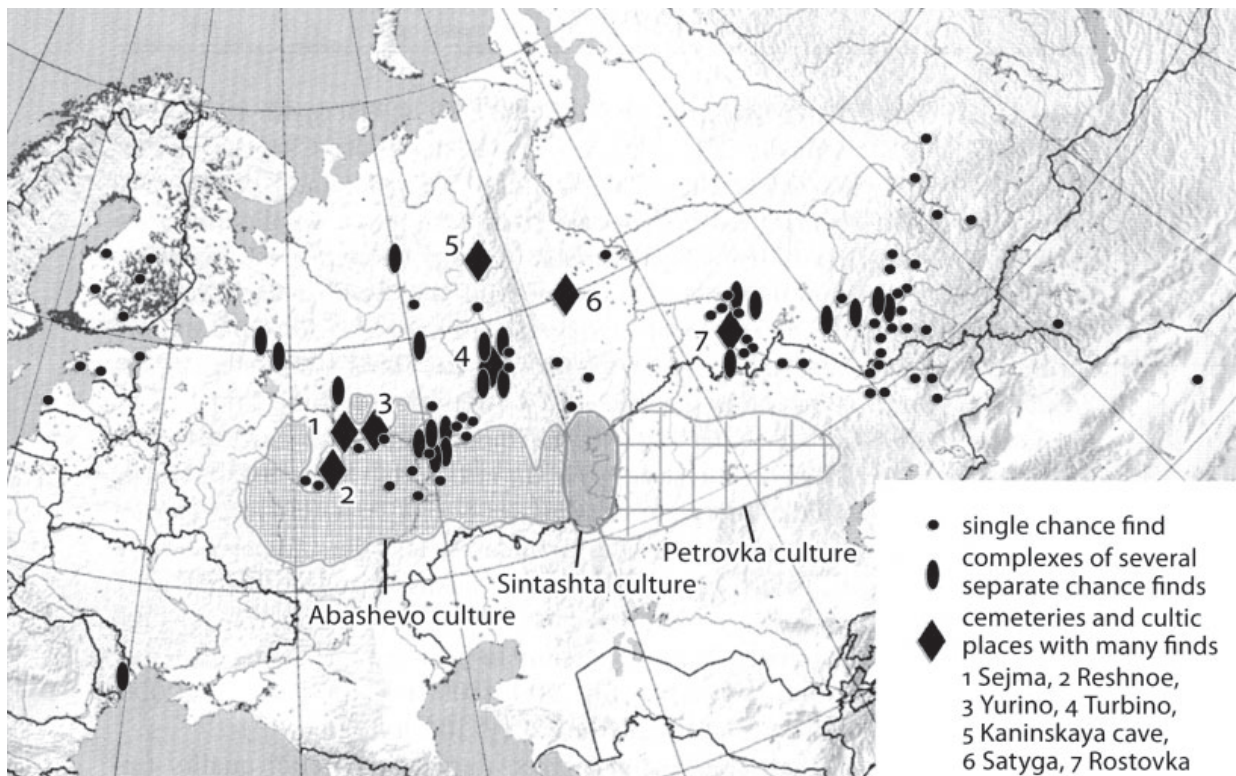 5
6
7
4
3
1
2
Petrovka culture
Sintashta culture
Abashevo culture
single chance find
complexes of several
separate chance finds
cemeteries and cultic
places with many finds
1 Sejma, 2 Reshnoe,
3 Yurino, 4 Turbino,
5 Kaninskaya cave,
6 Satyga, 7 Rostovka